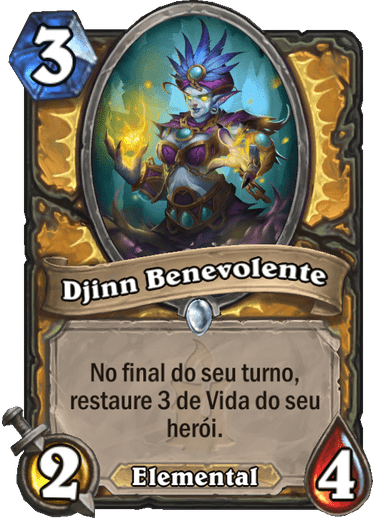 3
Djinn Benevolente
No final do seu turno,
restaure 3 de Vida do seu
herói.
2
Elemental
4